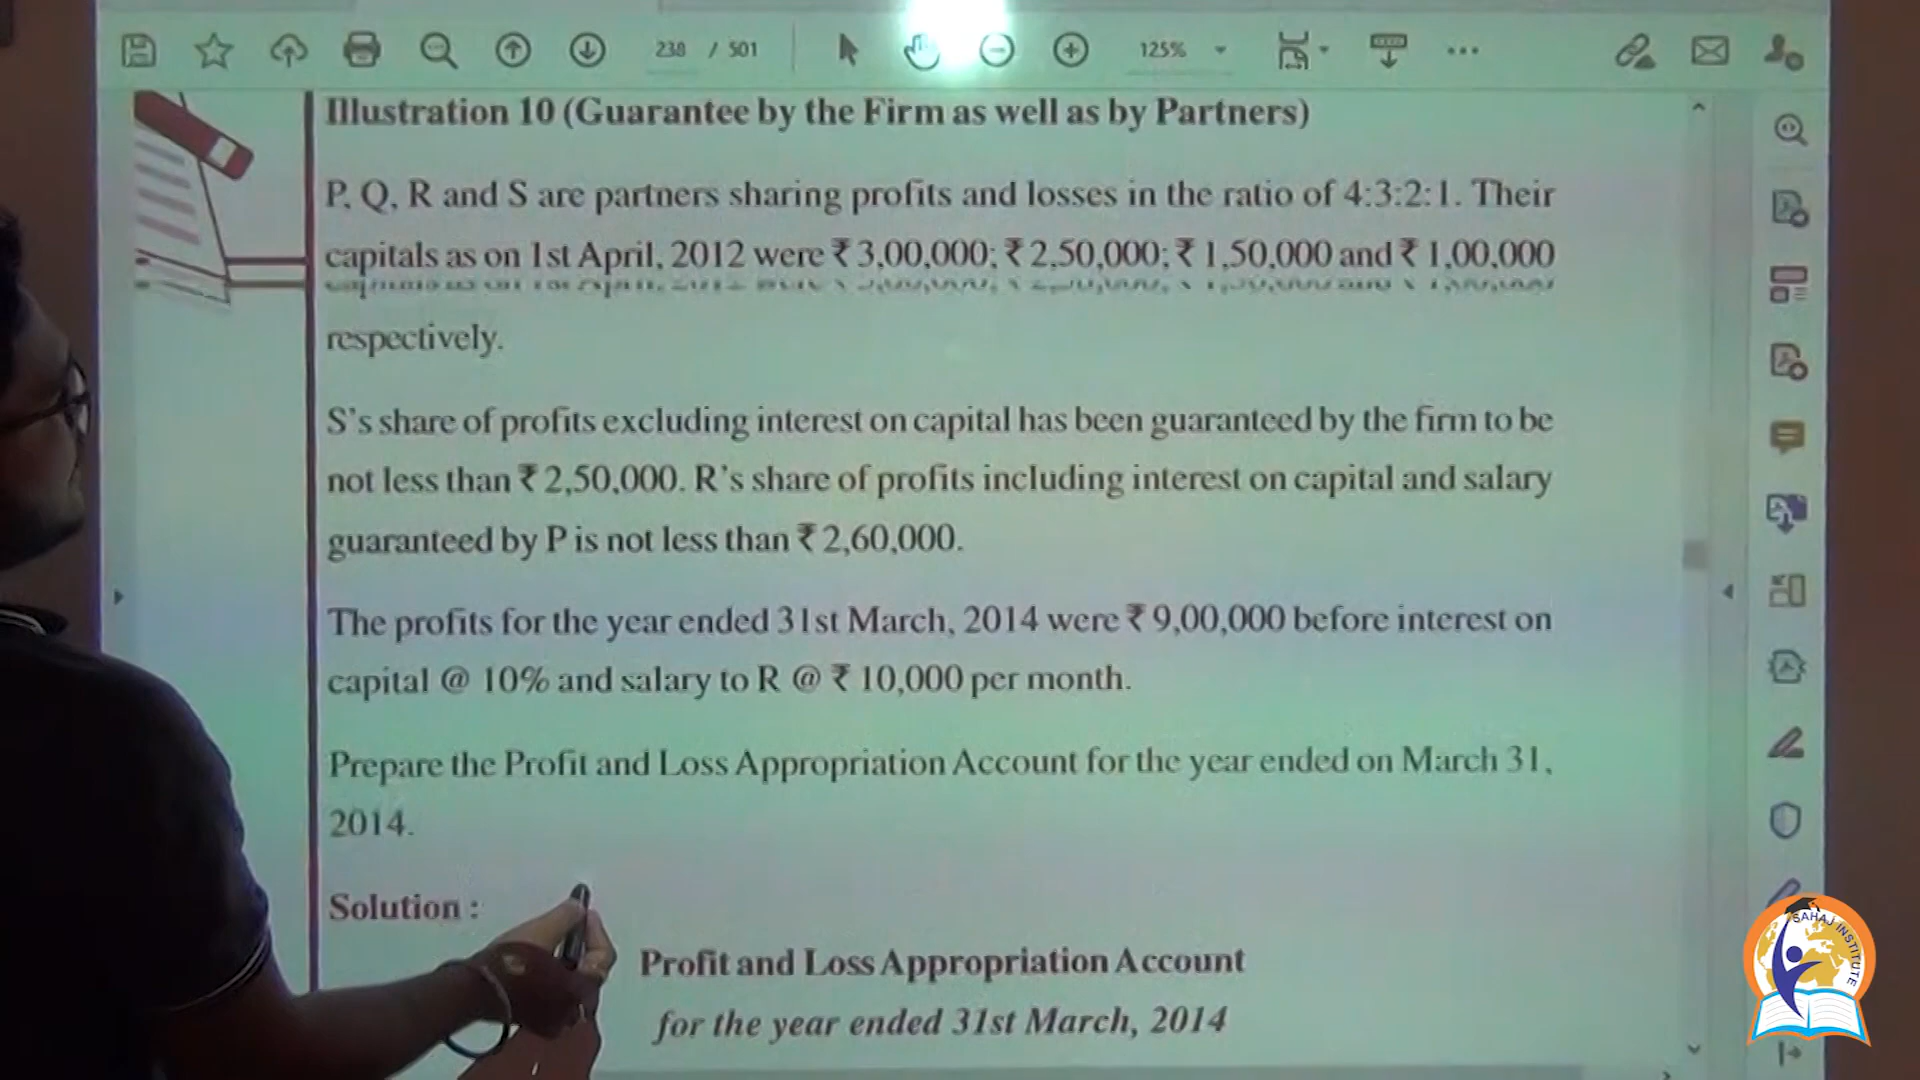 238 / 501
125%
Illustration 10 (Guarantee by the Firm as well as by Partners)
P, Q, R and S are partners sharing profits and losses in the ratio of 4:3:2:1. Their
capitals as on 1st April, 2012 were ₹ 3,00,000; ₹ 2,50,000; ₹ 1,50,000 and ₹ 1,00,000
respectively.
S's share of profits excluding interest on capital has been guaranteed by the firm to be
not less than ₹ 2,50,000. R's share of profits including interest on capital and salary
guaranteed by P is not less than ₹ 2,60,000.
The profits for the year ended 31st March, 2014 were ₹ 9,00,000 before interest on
capital @ 10% and salary to R @ ₹ 10,000 per month.
Prepare the Profit and Loss Appropriation Account for the year ended on March 31,
2014.
Solution :
Profit and Loss Appropriation Account
for the year ended 31st March, 2014
SAHAJ INSTITUTE